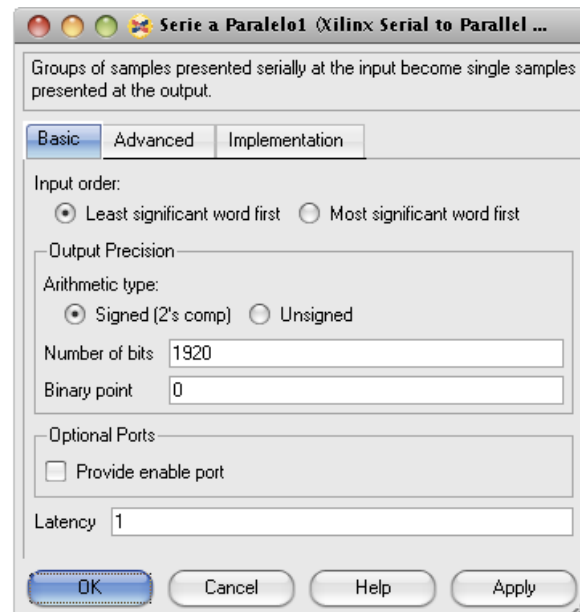 Serie a Paralelo1 (Xilinx Serial to Parallel ...
Groups of samples presented serially at the input become single samples
presented at the output.
Basic Advanced Implementation
Input order:
Least significant word first Most significant word first
Output Precision
Arithmetic type:
Signed (2's comp) Unsigned
Number of bits 1920
Binary point 0
Optional Ports
Provide enable port
Latency 1
OK Cancel Help Apply